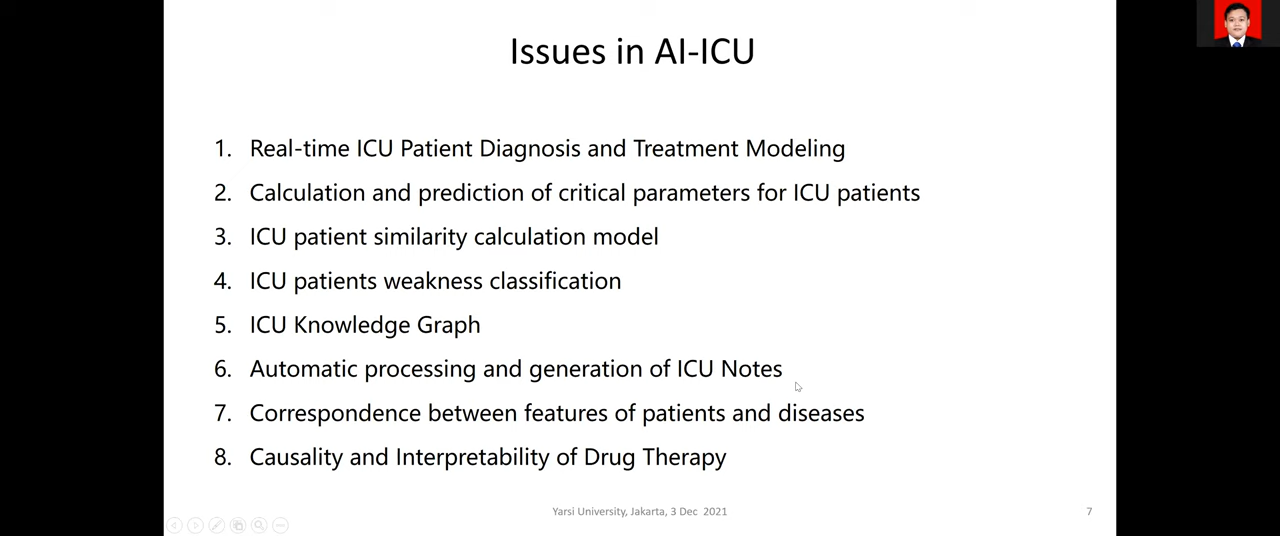 Issues in AI-ICU
1. Real-time ICU Patient Diagnosis and Treatment Modeling
2. Calculation and prediction of critical parameters for ICU patients
3. ICU patient similarity calculation model
4. ICU patients weakness classification
5. ICU Knowledge Graph
6. Automatic processing and generation of ICU Notes
7. Correspondence between features of patients and diseases
8. Causality and Interpretability of Drug Therapy
Yarsi University, Jakarta, 3 Dec 2021
7